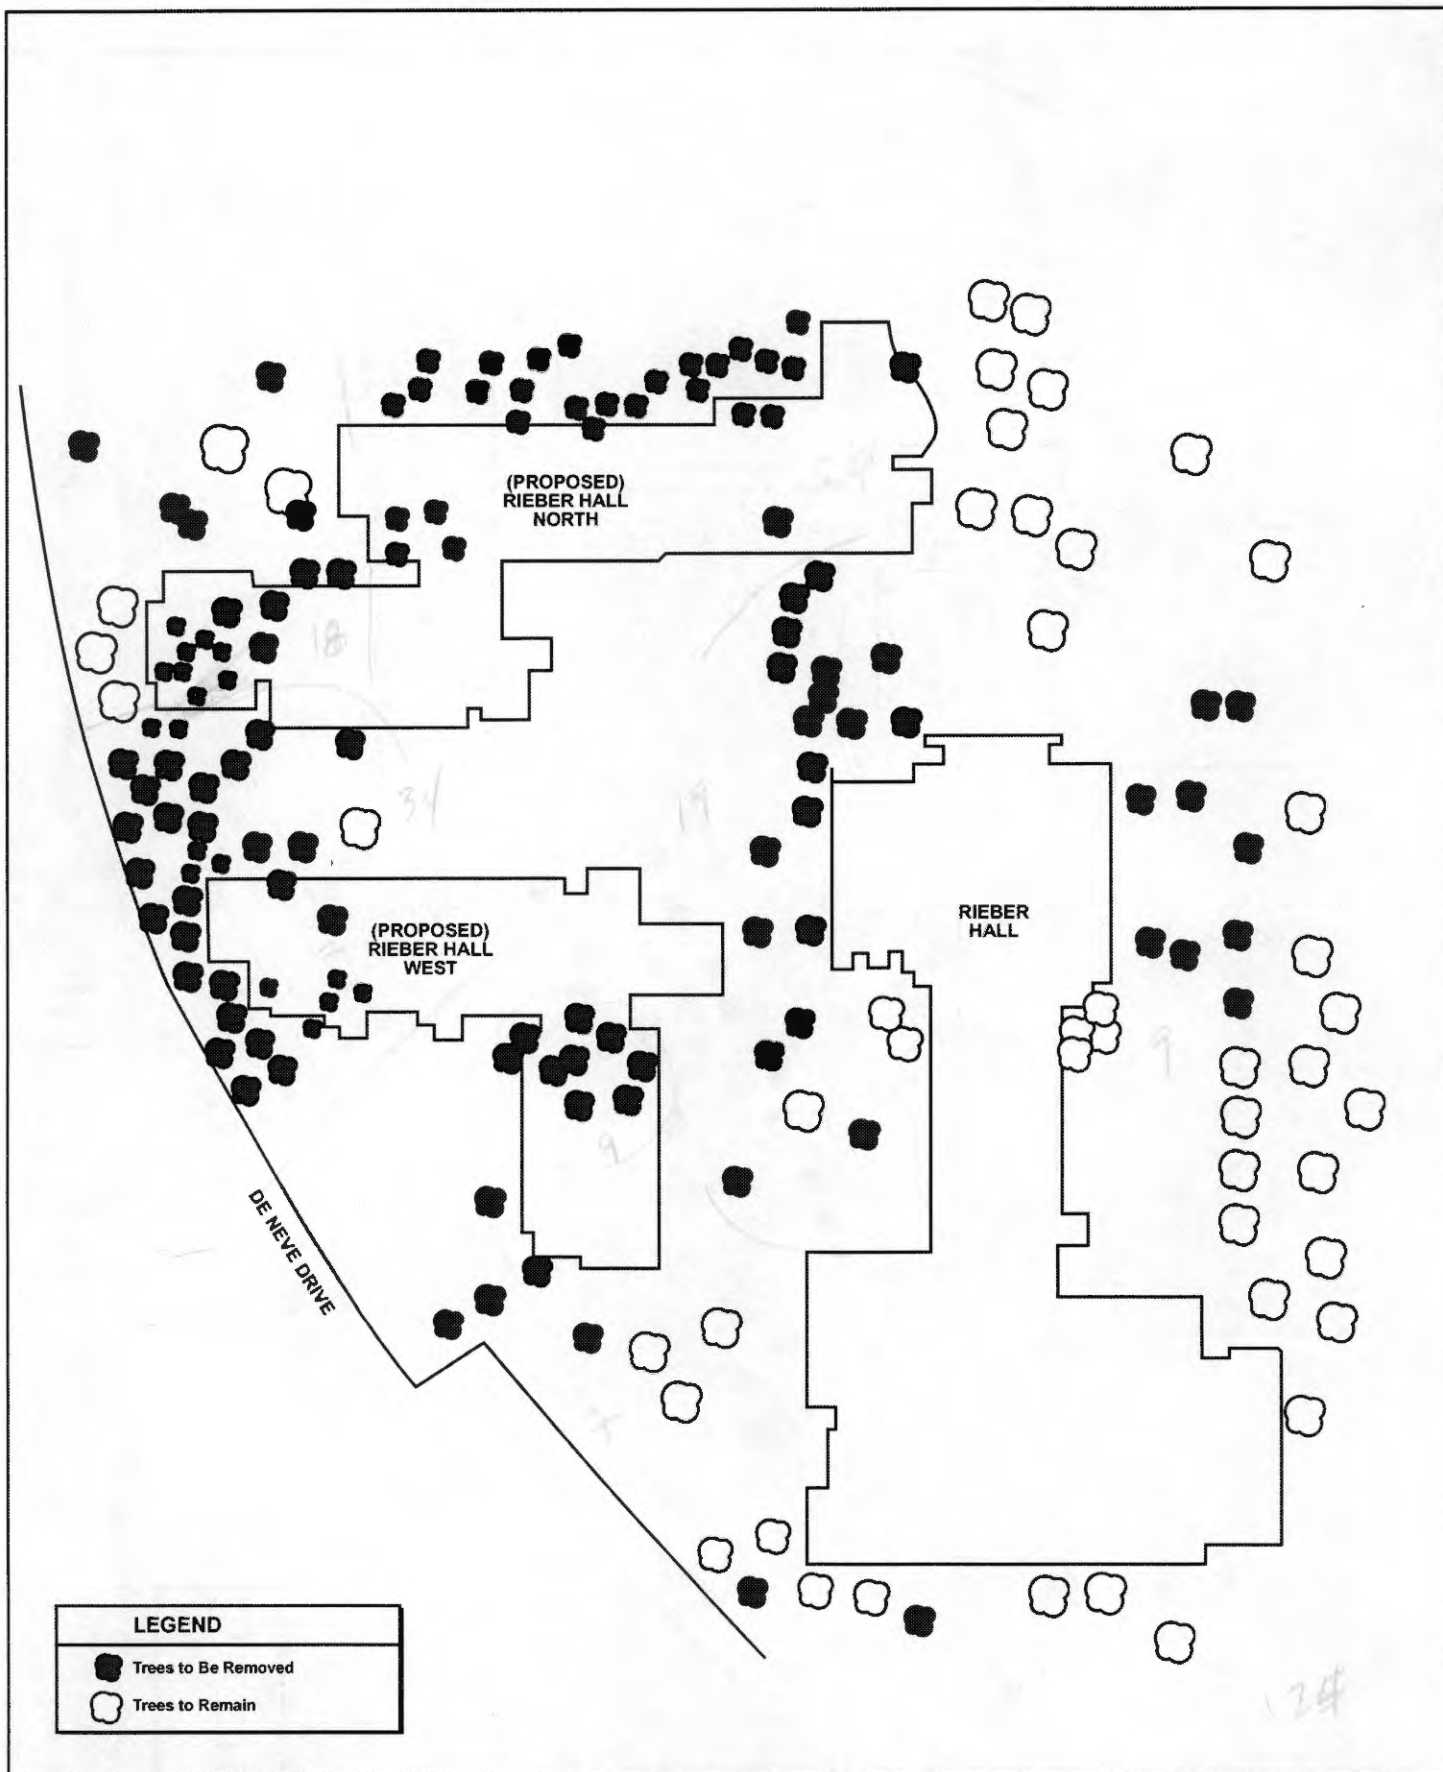 (PROPOSED)
RIEBER HALL
NORTH
18
34
19
(PROPOSED)
RIEBER HALL
WEST
RIEBER
HALL
9
9
DE NEVE DRIVE
LEGEND
Trees to Be Removed
Trees to Remain